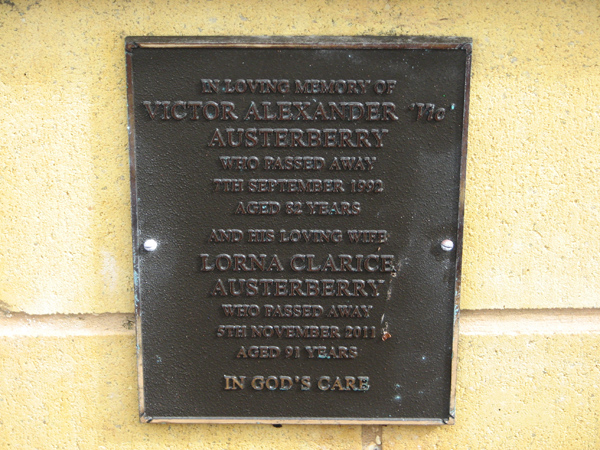 IN LOVING MEMORY OF
VICTOR ALEXANDER 'Vic'
AUSTERBERRY
WHO PASSED AWAY
7TH SEPTEMBER 1992
AGED 82 YEARS
AND HIS LOVING WIFE
LORNA CLARICE
AUSTERBERRY
WHO PASSED AWAY
5TH NOVEMBER 2011
AGED 91 YEARS
IN GOD'S CARE